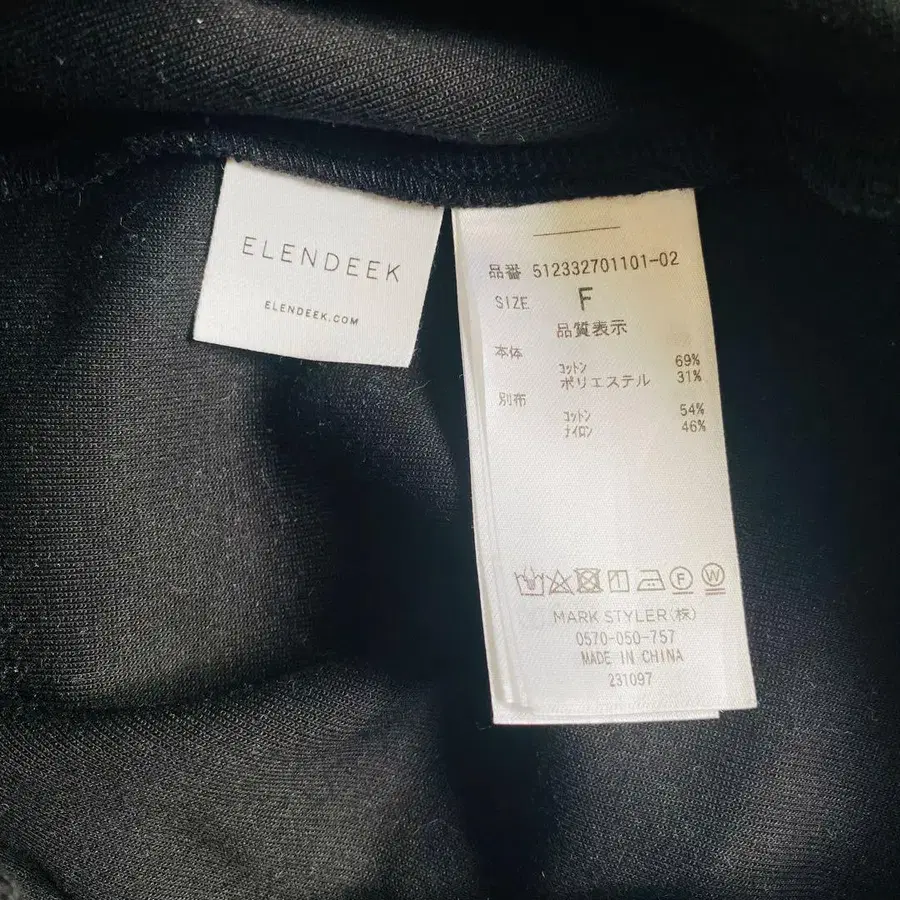 ELENDEEK
ELENDEEK.COM
品番 512332701101-02
SIZE F
品質表示
本体
コットン 69%
ポリエステル 31%
別布
コットン 54%
ナイロン 46%
F W
MARK STYLER(株)
0570-050-757
MADE IN CHINA
231097